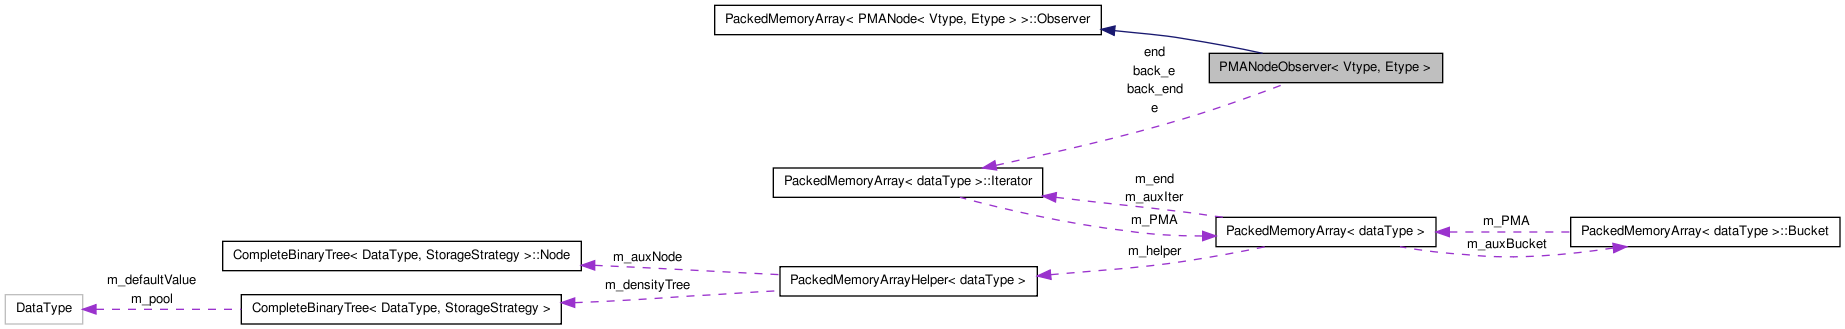 PackedMemoryArray< PMANode< Vtype, Etype > >::Observer
end
PMANodeObserver< Vtype, Etype >
back_e
back_end
e
PackedMemoryArray< dataType >::Iterator
m_end
m_auxIter
m_PMA
m_PMA
PackedMemoryArray< dataType >
PackedMemoryArray< dataType >::Bucket
m_auxBucket
m_helper
CompleteBinaryTree< DataType, StorageStrategy >::Node
m_auxNode
m_defaultValue
PackedMemoryArrayHelper< dataType >
m_densityTree
m_pool
DataType
CompleteBinaryTree< DataType, StorageStrategy >